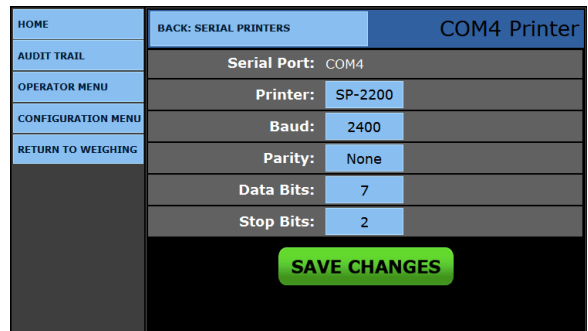 HOME
BACK: SERIAL PRINTERS
COM4 Printer
AUDIT TRAIL
OPERATOR MENU
CONFIGURATION MENU
RETURN TO WEIGHING
Serial Port: COM4
Printer: SP-2200
Baud: 2400
Parity: None
Data Bits: 7
Stop Bits: 2
SAVE CHANGES